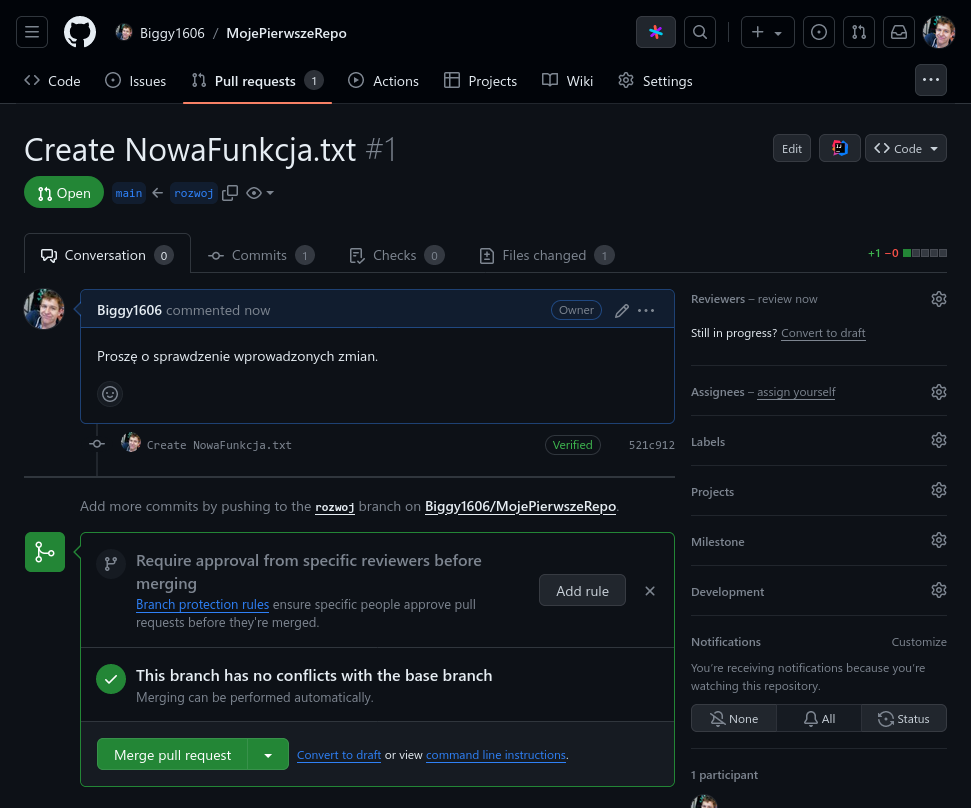 Biggy1606 / MojePierwszeRepo
Code Issues Pull requests 1 Actions Projects Wiki Settings
Create NowaFunkcja.txt #1
Edit Code
Open main ← rozwoj
Conversation 0 Commits 1 Checks 0 Files changed 1
+1 −0
Biggy1606 commented now Owner
Proszę o sprawdzenie wprowadzonych zmian.
Create NowaFunkcja.txt Verified 521c912
Add more commits by pushing to the rozwoj branch on Biggy1606/MojePierwszeRepo.
Require approval from specific reviewers before
merging
Branch protection rules ensure specific people approve pull
requests before they're merged.
Add rule
This branch has no conflicts with the base branch
Merging can be performed automatically.
Merge pull request
Convert to draft or view command line instructions.
Reviewers – review now
Still in progress? Convert to draft
Assignees – assign yourself
Labels
Projects
Milestone
Development
Notifications Customize
You're receiving notifications because you're
watching this repository.
None All Status
1 participant